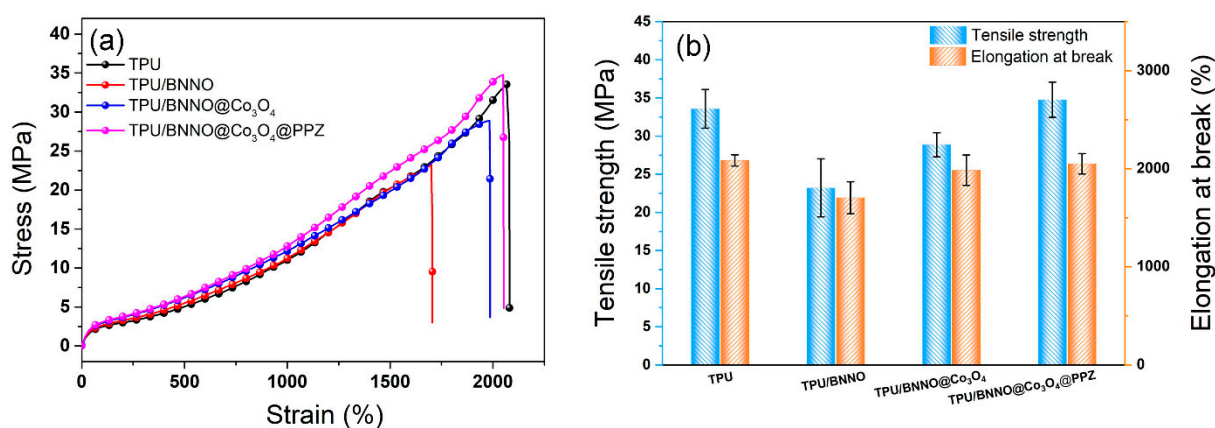 (a)
TPU
TPU/BNNO
TPU/BNNO@Co₃O₄
TPU/BNNO@Co₃O₄@PPZ
Stress (MPa)
40
35
30
25
20
15
10
5
0
0 500 1000 1500 2000
Strain (%)
(b)
Tensile strength
Elongation at break
Tensile strength (MPa)
45
40
35
30
25
20
15
10
5
0
TPU TPU/BNNO TPU/BNNO@Co₃O₄ TPU/BNNO@Co₃O₄@PPZ
3000
2000
1000
0
Elongation at break (%)